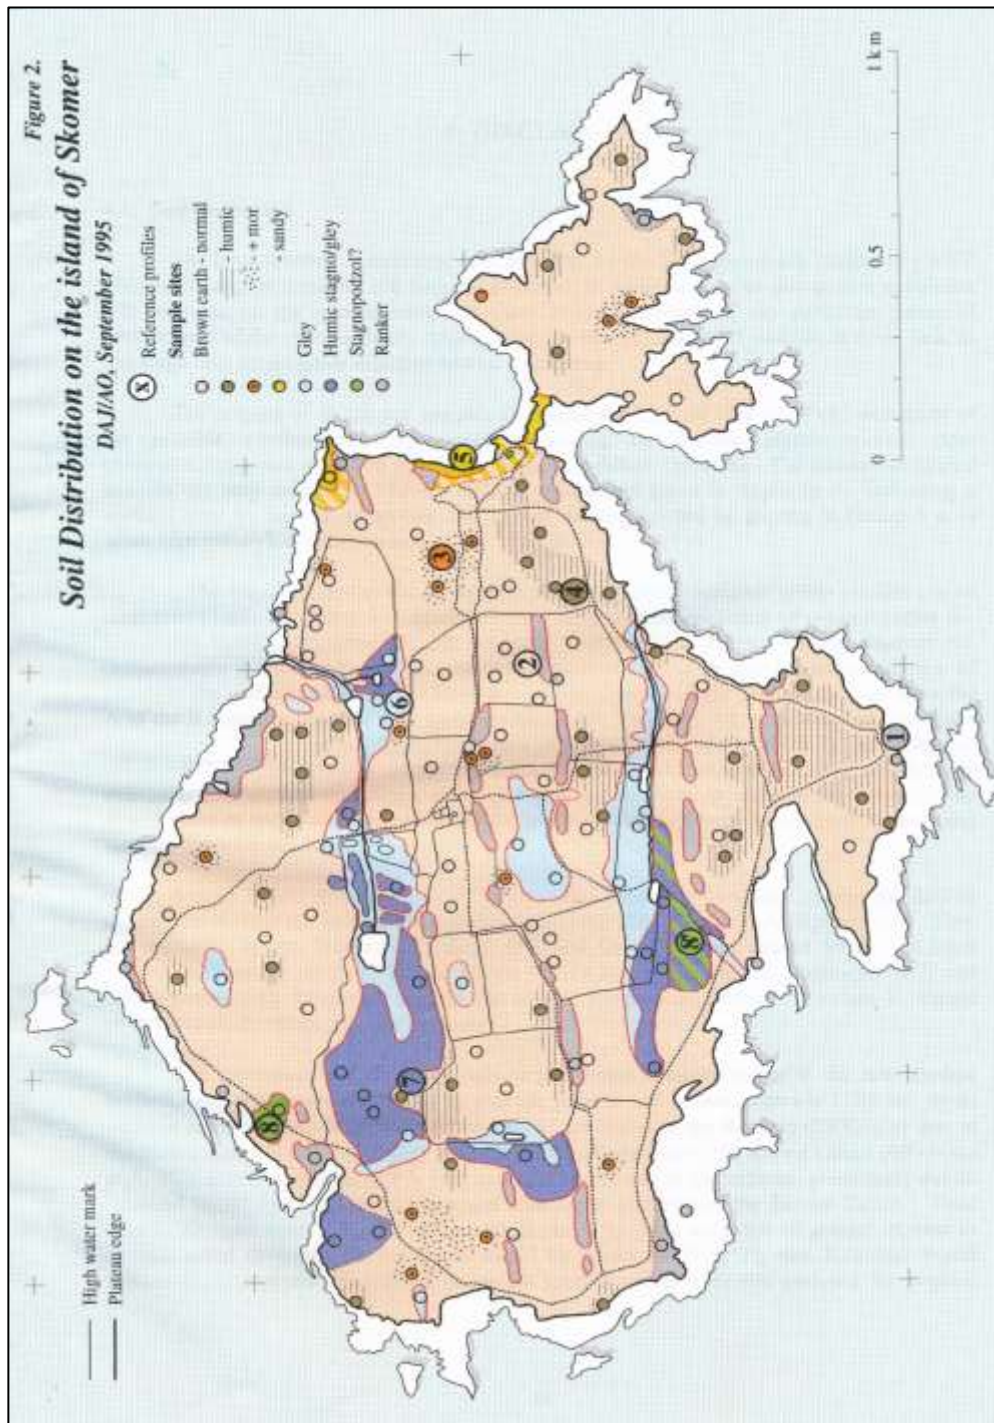 Figure 2.
Soil Distribution on the island of Skomer
DAJ/AO, September 1995
High water mark
Plateau edge
X Reference profiles
Sample sites
Brown earth - normal
- humic
- + mor
- sandy
Gley
Humic stagno/gley
Stagnopodzol?
Ranker
8
7
6
3
5
2
4
8'
1
0 0.5 1 km